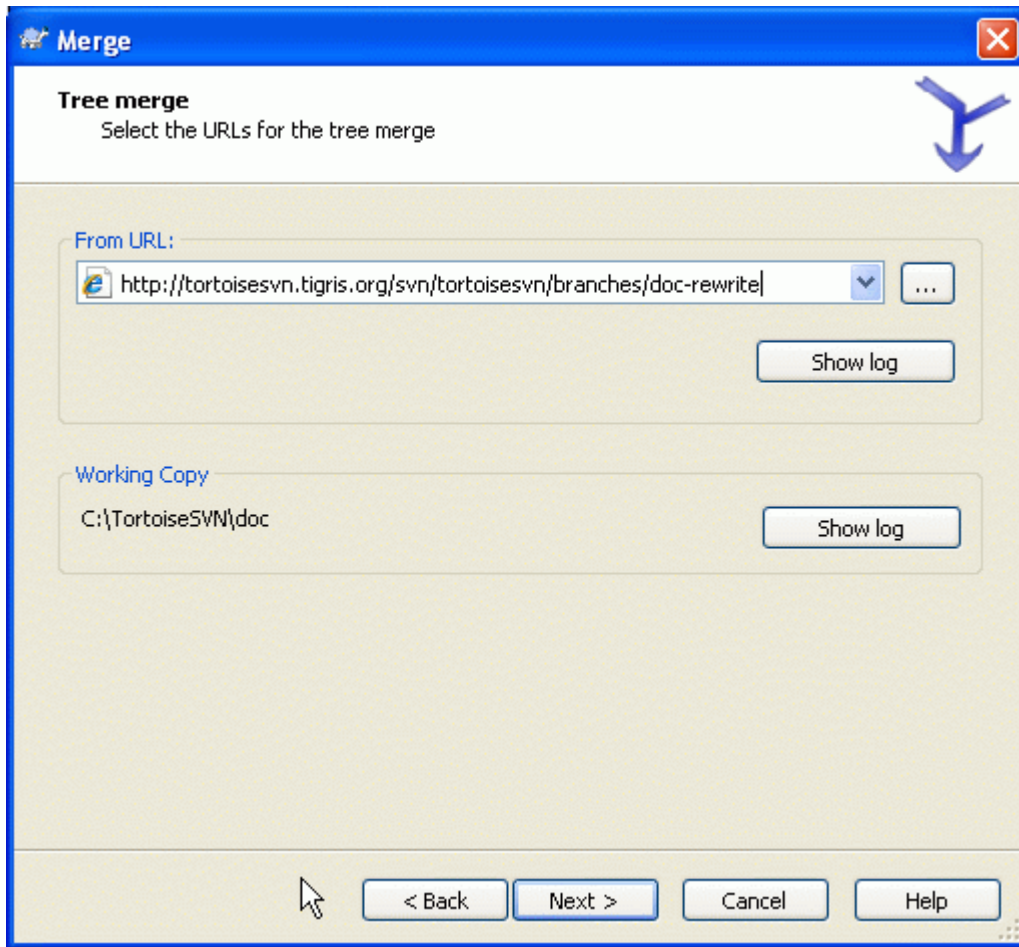 Merge
Tree merge
Select the URLs for the tree merge
From URL:
http://tortoisesvn.tigris.org/svn/tortoisesvn/branches/doc-rewrite
...
Show log
Working Copy
C:\TortoiseSVN\doc
Show log
< Back
Next >
Cancel
Help